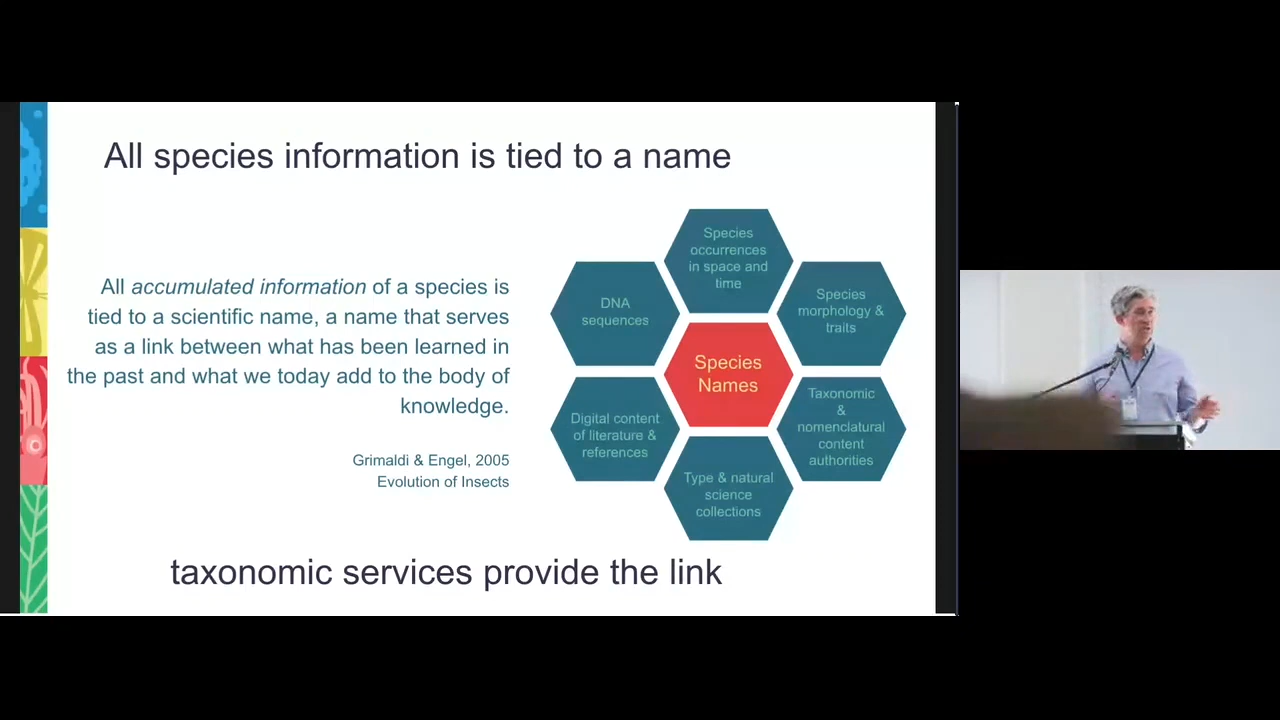 All species information is tied to a name
All accumulated information of a species is
tied to a scientific name, a name that serves
as a link between what has been learned in
the past and what we today add to the body of
knowledge.
Grimaldi & Engel, 2005
Evolution of Insects
Species
occurrences
in space and
time
DNA
sequences
Species
morphology &
traits
Species
Names
Digital content
of literature &
references
Taxonomic
&
nomenclatural
content
authorities
Type & natural
science
collections
taxonomic services provide the link